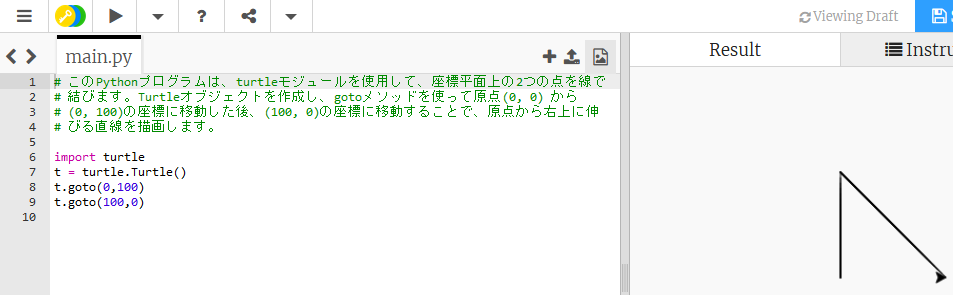 ?
Viewing Draft
S
main.py
Result
Instru
1 # このPythonプログラムは、turtleモジュールを使用して、座標平面上の2つの点を線で
2 # 結びます。Turtleオブジェクトを作成し、gotoメソッドを使って原点(0, 0) から
3 # (0, 100)の座標に移動した後、(100, 0)の座標に移動することで、原点から右上に伸
4 # びる直線を描画します。
5
6 import turtle
7 t = turtle.Turtle()
8 t.goto(0,100)
9 t.goto(100,0)
10